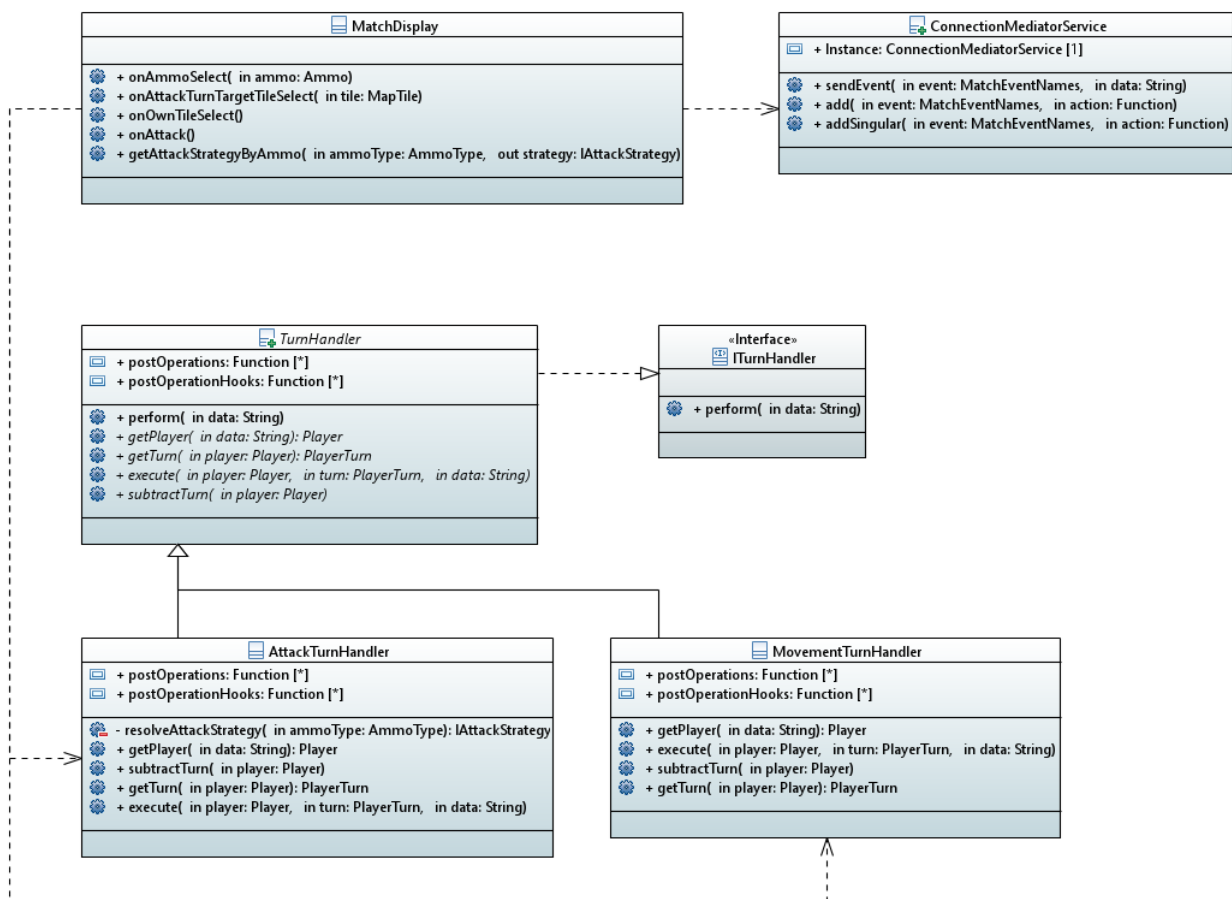 MatchDisplay
+ onAmmoSelect( in ammo: Ammo)
+ onAttackTurnTargetTileSelect( in tile: MapTile)
+ onOwnTileSelect()
+ onAttack()
+ getAttackStrategyByAmmo( in ammoType: AmmoType, out strategy: IAttackStrategy)
ConnectionMediatorService
+ Instance: ConnectionMediatorService [1]
+ sendEvent( in event: MatchEventNames, in data: String)
+ add( in event: MatchEventNames, in action: Function)
+ addSingular( in event: MatchEventNames, in action: Function)
TurnHandler
+ postOperations: Function [*]
+ postOperationHooks: Function [*]
+ perform( in data: String)
+ getPlayer( in data: String): Player
+ getTurn( in player: Player): PlayerTurn
+ execute( in player: Player, in turn: PlayerTurn, in data: String)
+ subtractTurn( in player: Player)
«Interface»
ITurnHandler
+ perform( in data: String)
AttackTurnHandler
+ postOperations: Function [*]
+ postOperationHooks: Function [*]
- resolveAttackStrategy( in ammoType: AmmoType): IAttackStrategy
+ getPlayer( in data: String): Player
+ subtractTurn( in player: Player)
+ getTurn( in player: Player): PlayerTurn
+ execute( in player: Player, in turn: PlayerTurn, in data: String)
MovementTurnHandler
+ postOperations: Function [*]
+ postOperationHooks: Function [*]
+ getPlayer( in data: String): Player
+ execute( in player: Player, in turn: PlayerTurn, in data: String)
+ subtractTurn( in player: Player)
+ getTurn( in player: Player): PlayerTurn